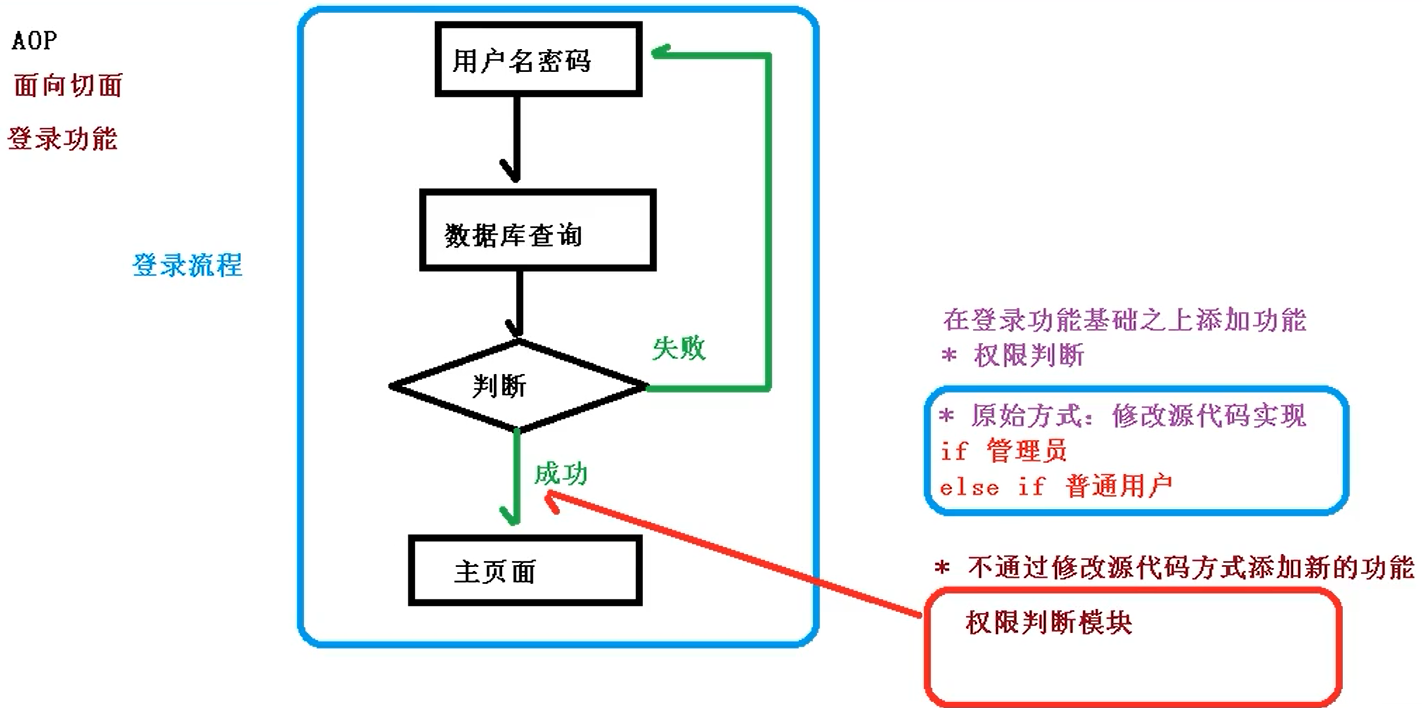 AOP
面向切面
登录功能
登录流程
用户名密码
数据库查询
判断
失败
成功
主页面
在登录功能基础之上添加功能
* 权限判断
* 原始方式：修改源代码实现
if 管理员
else if 普通用户
* 不通过修改源代码方式添加新的功能
权限判断模块